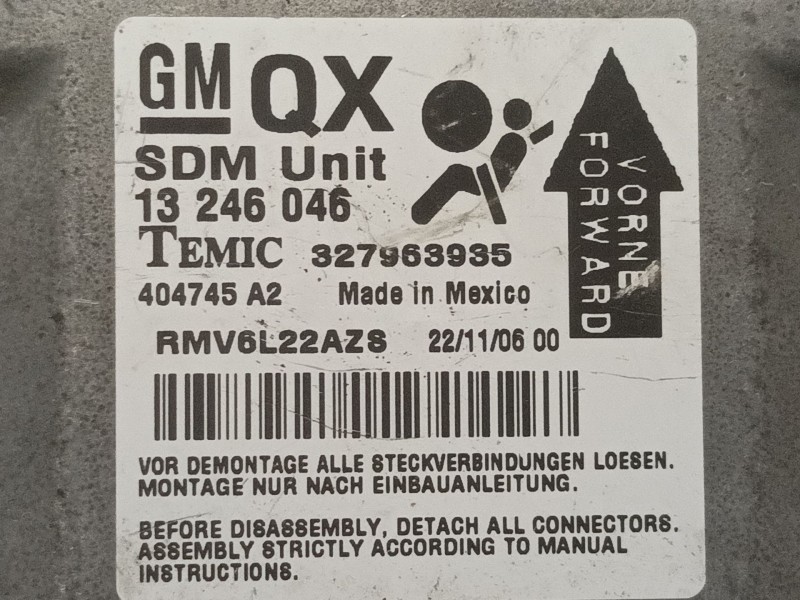 GM QX
SDM Unit
13 246 046
TEMIC 327963935
404745 A2 Made in Mexico
RMV6L22AZS 22/11/06 00
VORNE
FORWARD
VOR DEMONTAGE ALLE STECKVERBINDUNGEN LOESEN.
MONTAGE NUR NACH EINBAUANLEITUNG.
BEFORE DISASSEMBLY, DETACH ALL CONNECTORS.
ASSEMBLY STRICTLY ACCORDING TO MANUAL
INSTRUCTIONS.